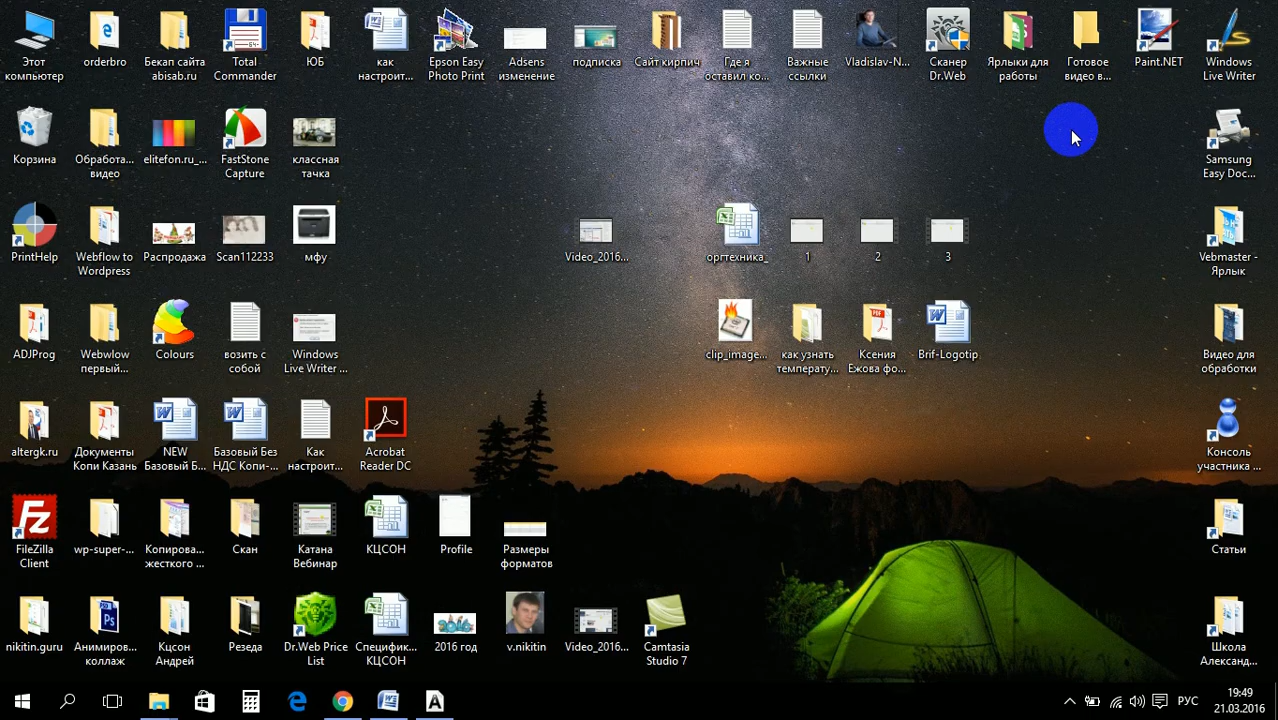 Этот
компьютер
orderbro
Бекап сайта
abisab.ru
Total
Commander
ЮБ
как
настроит...
Epson Easy
Photo Print
Adsens
изменение
подписка
Сайт кирпич
Где я
оставил ко...
Важные
ссылки
Vladislav-N...
Сканер
Dr.Web
Ярлыки для
работы
Готовое
видео в...
Paint.NET
Windows
Live Writer
Корзина
Обработа...
видео
elitefon.ru_...
FastStone
Capture
классная
тачка
Samsung
Easy Doc...
PrintHelp
Webflow to
Wordpress
Распродажа
Scan112233
мфу
Video_2016...
оргтехника_
1
2
3
Vebmaster -
Ярлык
ADJProg
Webwlow
первый...
Colours
возить с
собой
Windows
Live Writer ...
clip_image...
как узнать
температу...
Ксения
Ежова фо...
Brif-Logotip
Видео для
обработки
altergk.ru
Документы
Копи Казань
NEW
Базовый Б...
Базовый Без
НДС Копи-...
Как
настроит...
Acrobat
Reader DC
Консоль
участника ...
FileZilla
Client
wp-super-...
Копирова...
жесткого ...
Скан
Катана
Вебинар
КЦСОН
Profile
Размеры
форматов
Статьи
nikitin.guru
Анимиров...
коллаж
Кцсон
Андрей
Резеда
Dr.Web Price
List
Специфик...
КЦСОН
2016 год
v.nikitin
Video_2016...
Camtasia
Studio 7
Школа
Александ...
РУС
19:49
21.03.2016